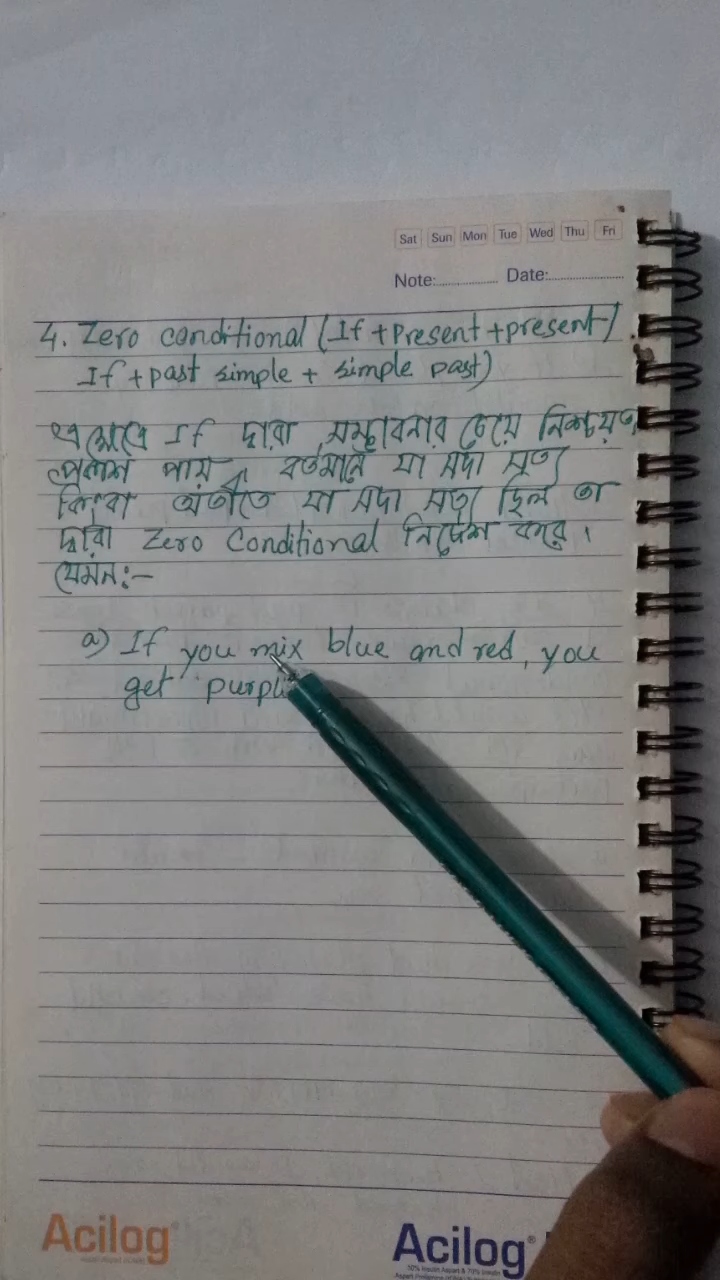 Sat Sun Mon Tue Wed Thu Fri
Note: Date:
4. Zero conditional (If + Present + present)
If + past simple + simple past)
এক্ষেত্রে If দ্বারা সম্ভাবনার চেয়ে নিশ্চয়তা
প্রকাশ পায়। বর্তমানে যা সদা সত্য
কিংবা অতীতে যা সদা সত্য ছিল তা
দ্বারা Zero Conditional নির্দেশ করে।
যেমন:-
a) If you mix blue and red, you
get purpl
Acilog
Acilog®